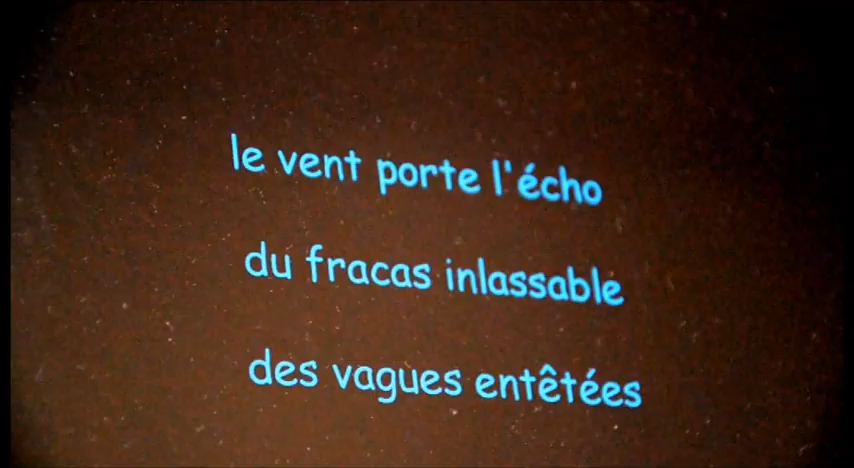 le vent porte l'écho
du fracas inlassable
des vagues entêtées